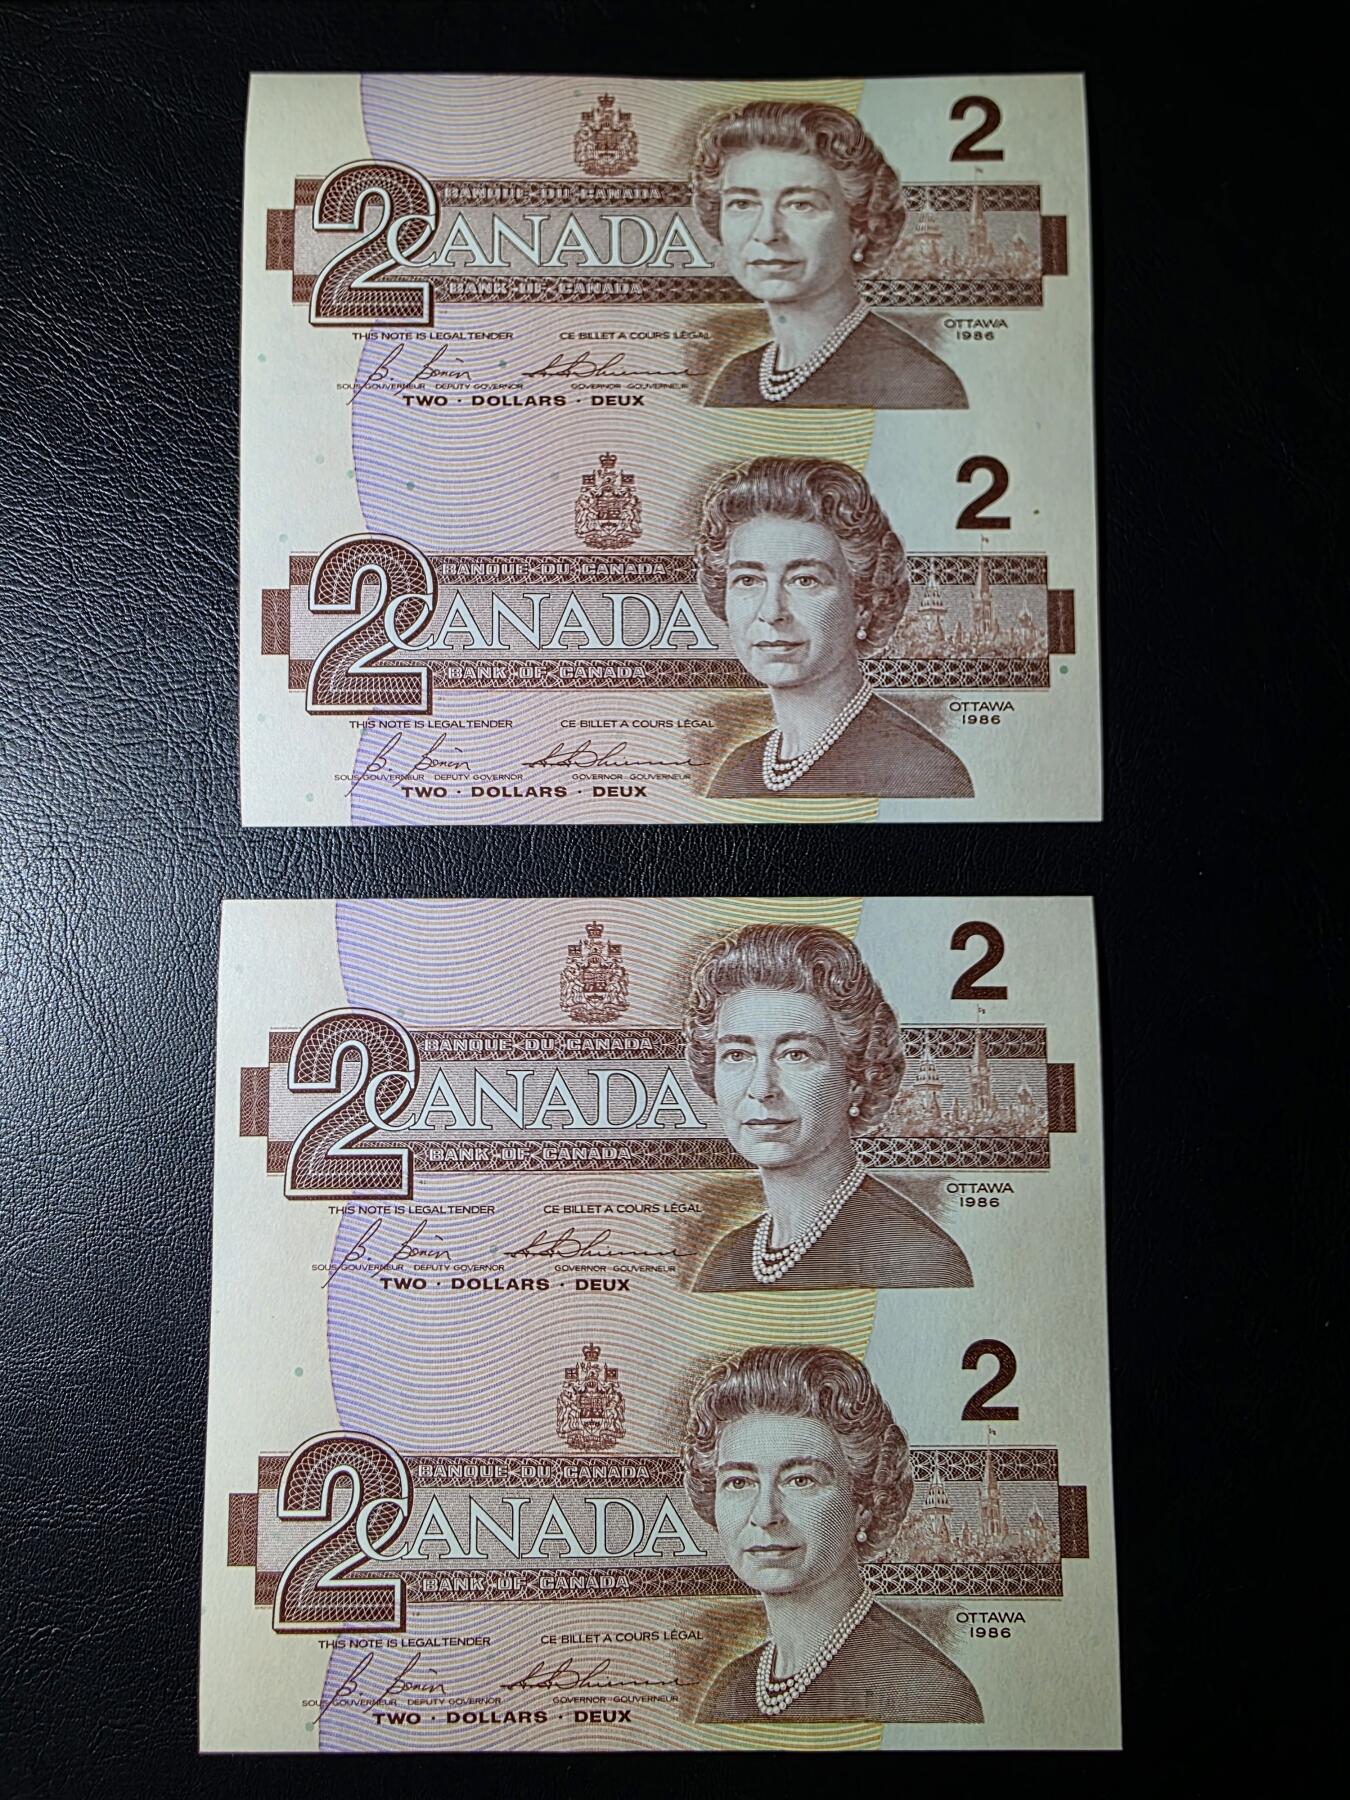 2
BANQUE DU CANADA
2 CANADA
BANK OF CANADA
OTTAWA
1986
THIS NOTE IS LEGAL TENDER CE BILLET A COURS LÉGAL
B. Bonin
SOUS GOUVERNEUR DEPUTY GOVERNOR GOVERNOR GOUVERNEUR
TWO · DOLLARS · DEUX
2
BANQUE DU CANADA
2 CANADA
BANK OF CANADA
OTTAWA
1986
THIS NOTE IS LEGAL TENDER CE BILLET A COURS LÉGAL
B. Bonin
SOUS GOUVERNEUR DEPUTY GOVERNOR GOVERNOR GOUVERNEUR
TWO · DOLLARS · DEUX
2
BANQUE DU CANADA
2 CANADA
BANK OF CANADA
OTTAWA
1986
THIS NOTE IS LEGAL TENDER CE BILLET A COURS LÉGAL
B. Bonin
SOUS GOUVERNEUR DEPUTY GOVERNOR GOVERNOR GOUVERNEUR
TWO · DOLLARS · DEUX
2
BANQUE DU CANADA
2 CANADA
BANK OF CANADA
OTTAWA
1986
THIS NOTE IS LEGAL TENDER CE BILLET A COURS LÉGAL
B. Bonin
SOUS GOUVERNEUR DEPUTY GOVERNOR GOVERNOR GOUVERNEUR
TWO · DOLLARS · DEUX